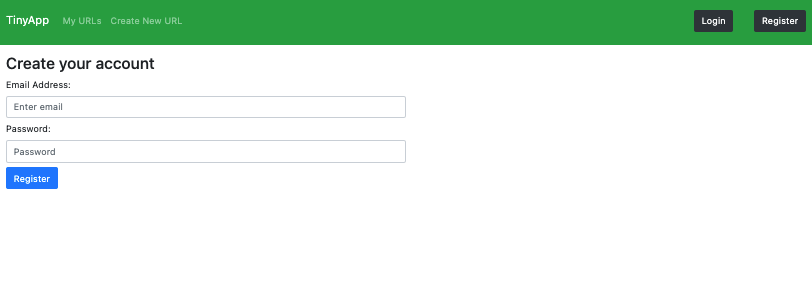 TinyApp My URLs Create New URL Login Register
Create your account
Email Address:
Enter email
Password:
Password
Register